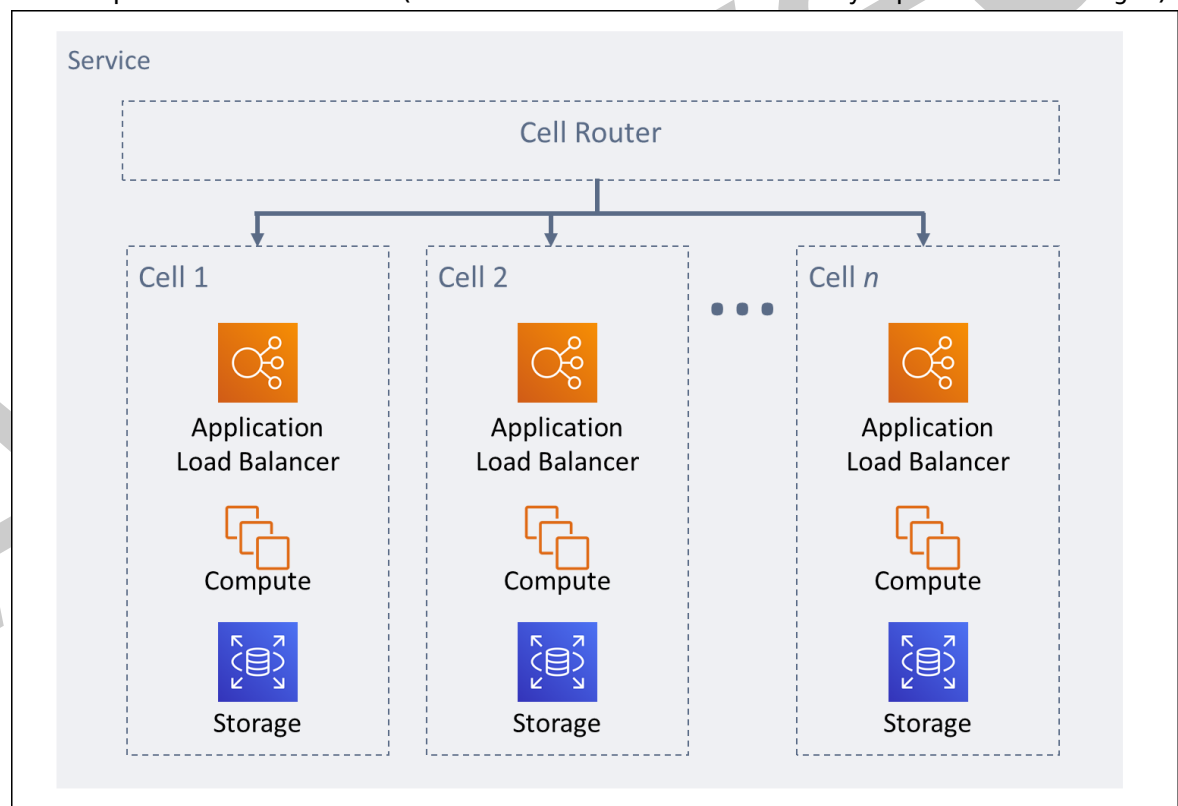 Service
Cell Router
Cell 1
Cell 2
Cell n
Application
Load Balancer
Compute
Storage
Application
Load Balancer
Compute
Storage
Application
Load Balancer
Compute
Storage